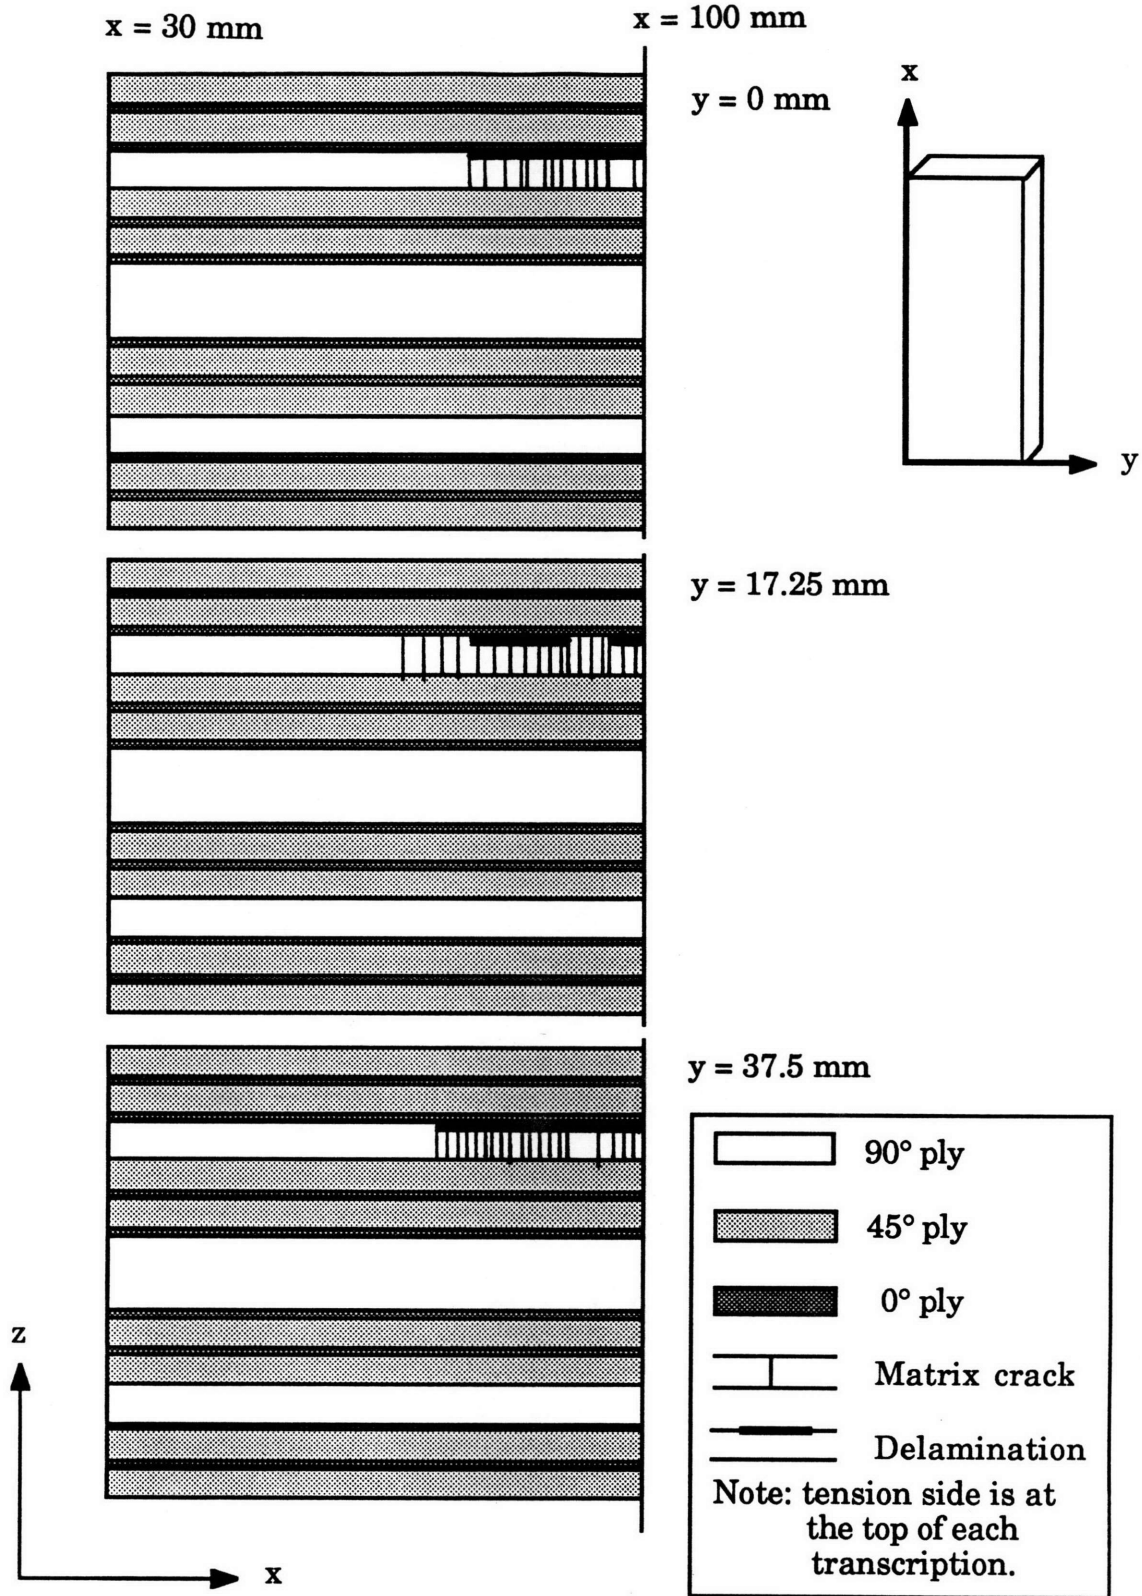 x = 30 mm
x = 100 mm
x
y = 0 mm
y
y = 17.25 mm
y = 37.5 mm
90° ply
45° ply
0° ply
Matrix crack
Delamination
Note: tension side is at
the top of each
transcription.
z
x